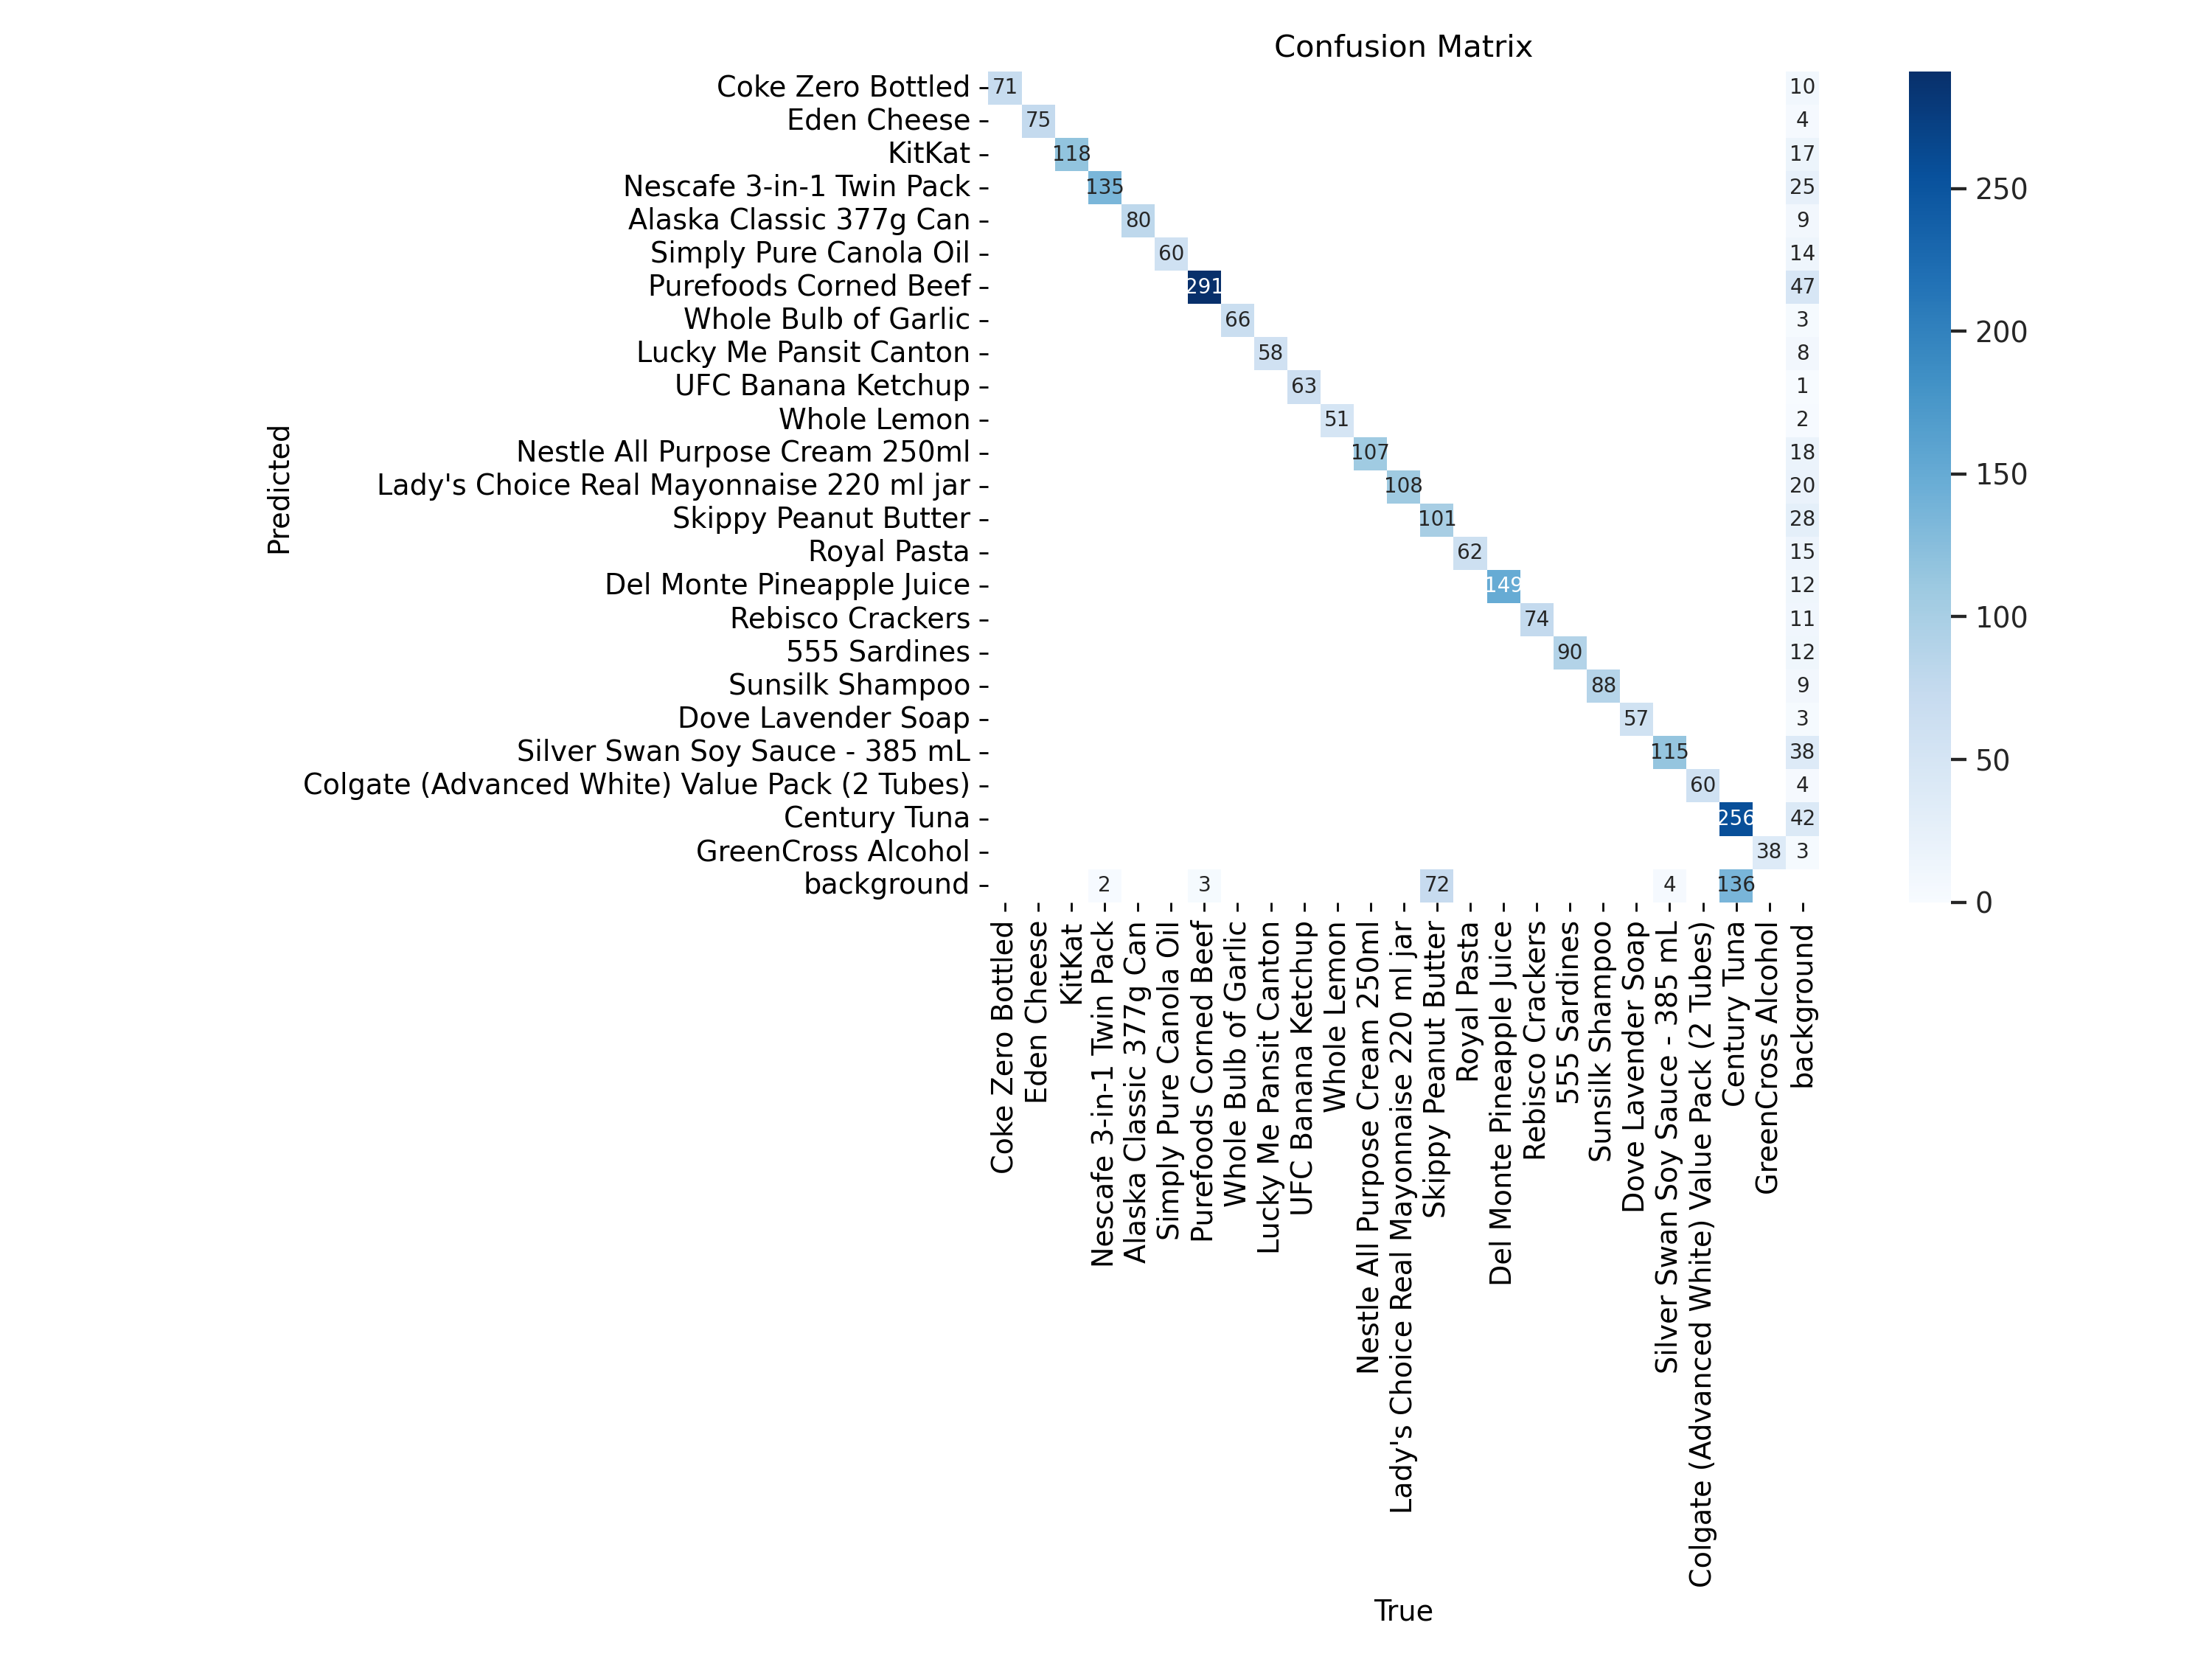 Confusion Matrix
Coke Zero Bottled 71 10
Eden Cheese 75 4
KitKat 118 17
Nescafe 3-in-1 Twin Pack 135 25
Alaska Classic 377g Can 80 9
Simply Pure Canola Oil 60 14
Purefoods Corned Beef 291 47
Whole Bulb of Garlic 66 3
Lucky Me Pansit Canton 58 8
UFC Banana Ketchup 63 1
Whole Lemon 51 2
Nestle All Purpose Cream 250ml 107 18
Lady's Choice Real Mayonnaise 220 ml jar 108 20
Skippy Peanut Butter 101 28
Royal Pasta 62 15
Del Monte Pineapple Juice 149 12
Rebisco Crackers 74 11
555 Sardines 90 12
Sunsilk Shampoo 88 9
Dove Lavender Soap 57 3
Silver Swan Soy Sauce - 385 mL 115 38
Colgate (Advanced White) Value Pack (2 Tubes) 60 4
Century Tuna 256 42
GreenCross Alcohol 38 3
background 2 3 72 4 136
Predicted
Coke Zero Bottled
Eden Cheese
KitKat
Nescafe 3-in-1 Twin Pack
Alaska Classic 377g Can
Simply Pure Canola Oil
Purefoods Corned Beef
Whole Bulb of Garlic
Lucky Me Pansit Canton
UFC Banana Ketchup
Whole Lemon
Nestle All Purpose Cream 250ml
Lady's Choice Real Mayonnaise 220 ml jar
Skippy Peanut Butter
Royal Pasta
Del Monte Pineapple Juice
Rebisco Crackers
555 Sardines
Sunsilk Shampoo
Dove Lavender Soap
Silver Swan Soy Sauce - 385 mL
Colgate (Advanced White) Value Pack (2 Tubes)
Century Tuna
GreenCross Alcohol
background
True
250
200
150
100
50
0